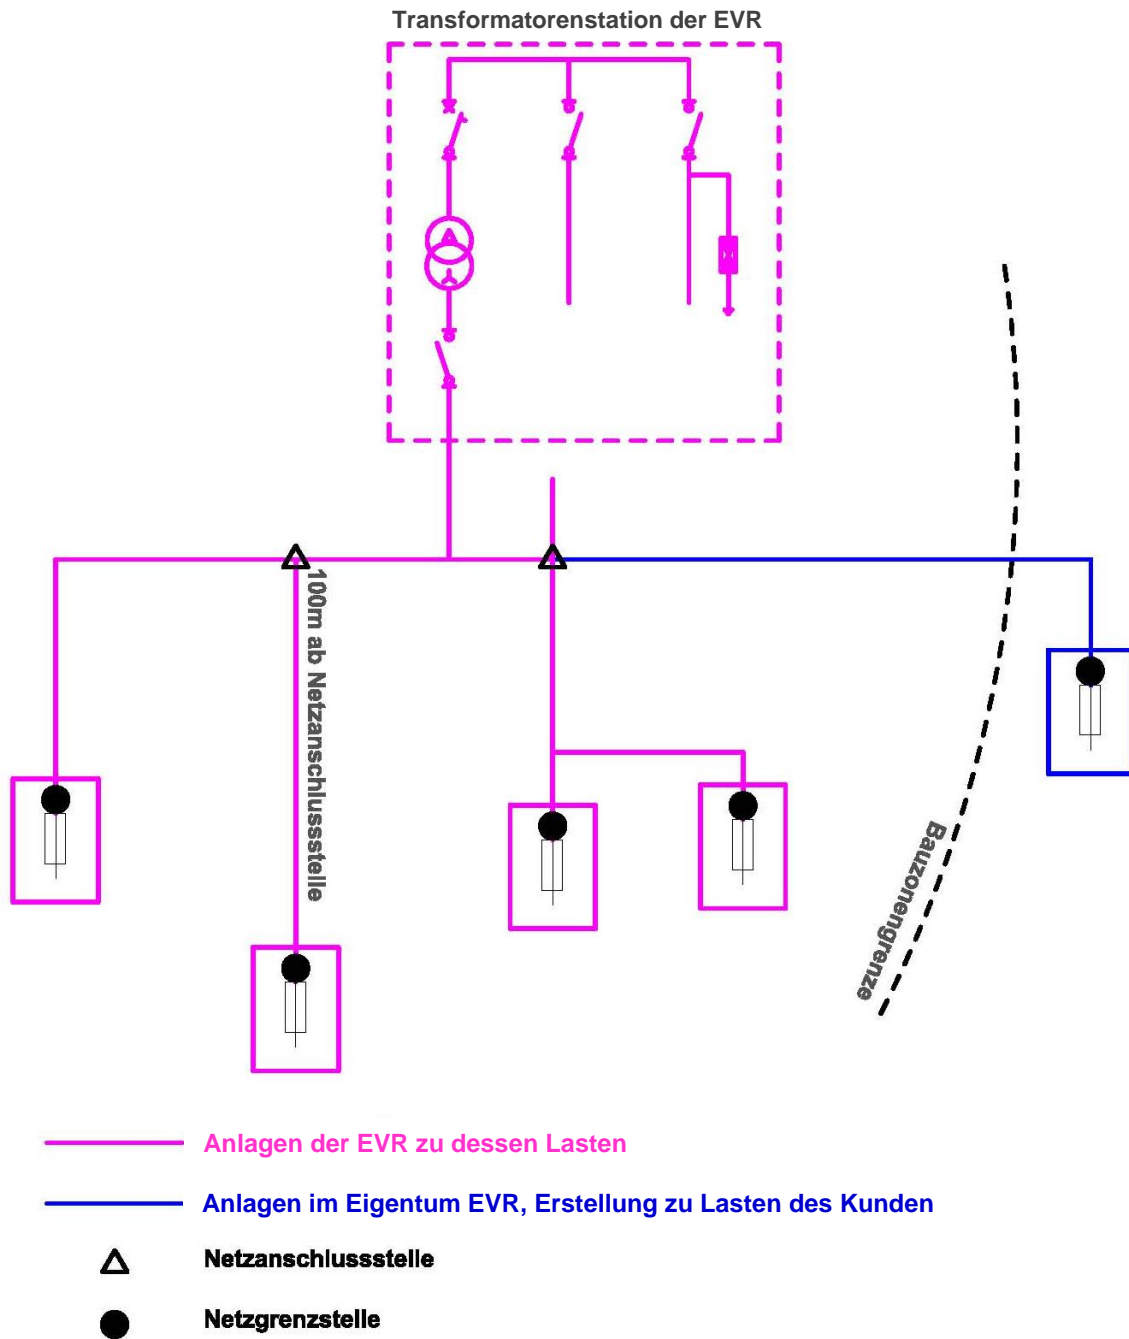 Transformatorenstation der EVR
100m ab Netzanschlussstelle
Bauzonengrenze
Anlagen der EVR zu dessen Lasten
Anlagen im Eigentum EVR, Erstellung zu Lasten des Kunden
Netzanschlussstelle
Netzgrenzstelle